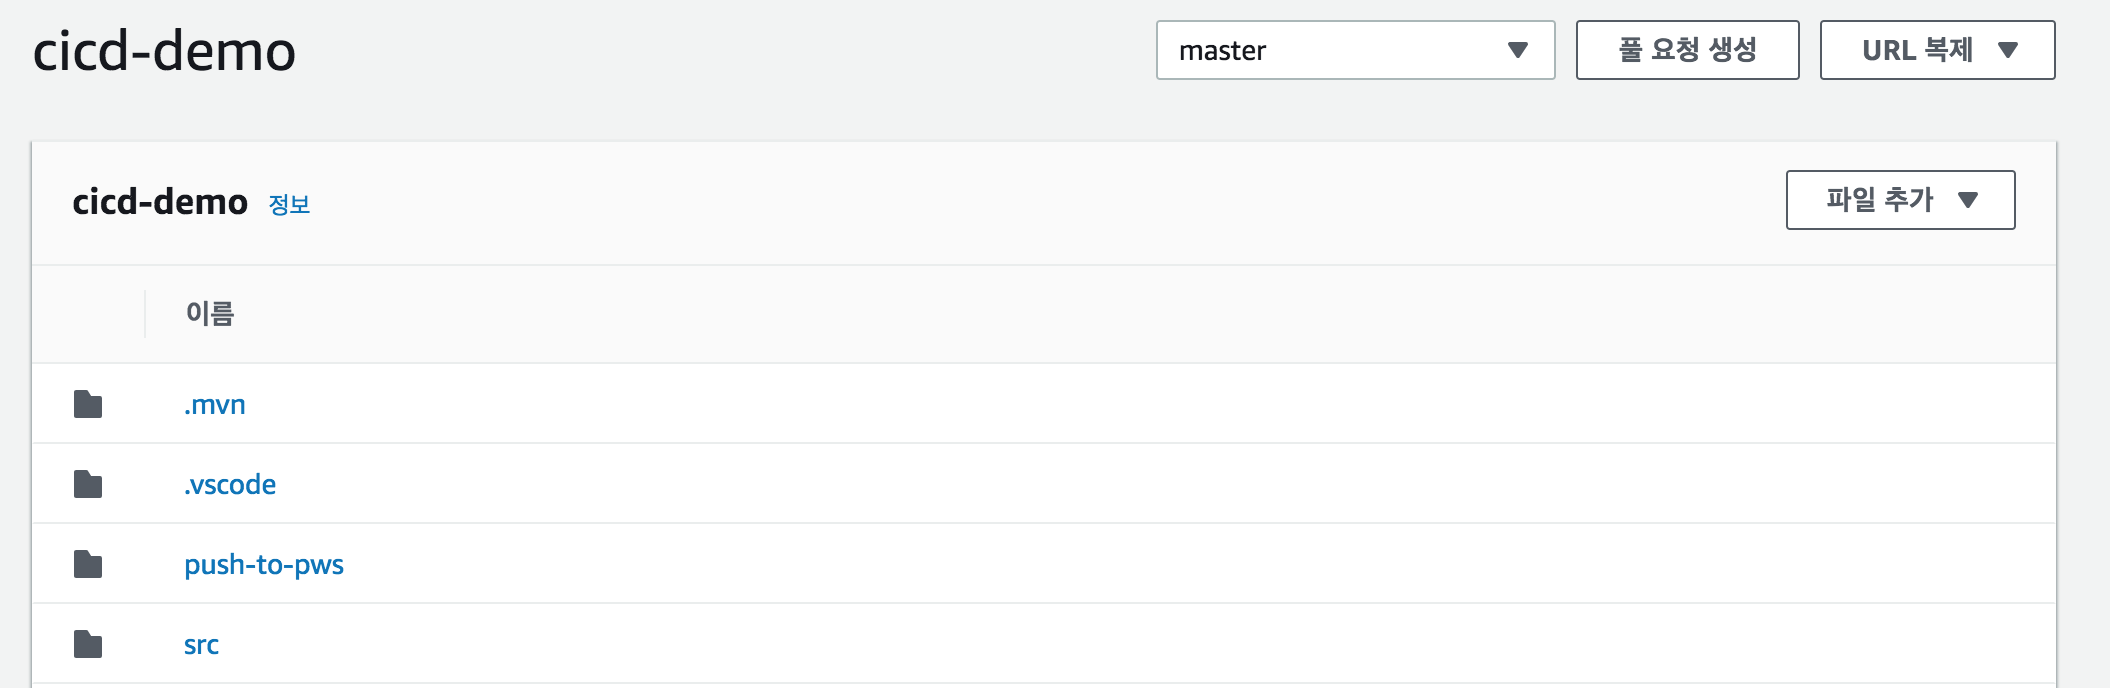 cicd-demo
master
풀 요청 생성
URL 복제
cicd-demo 정보
파일 추가
이름
.mvn
.vscode
push-to-pws
src